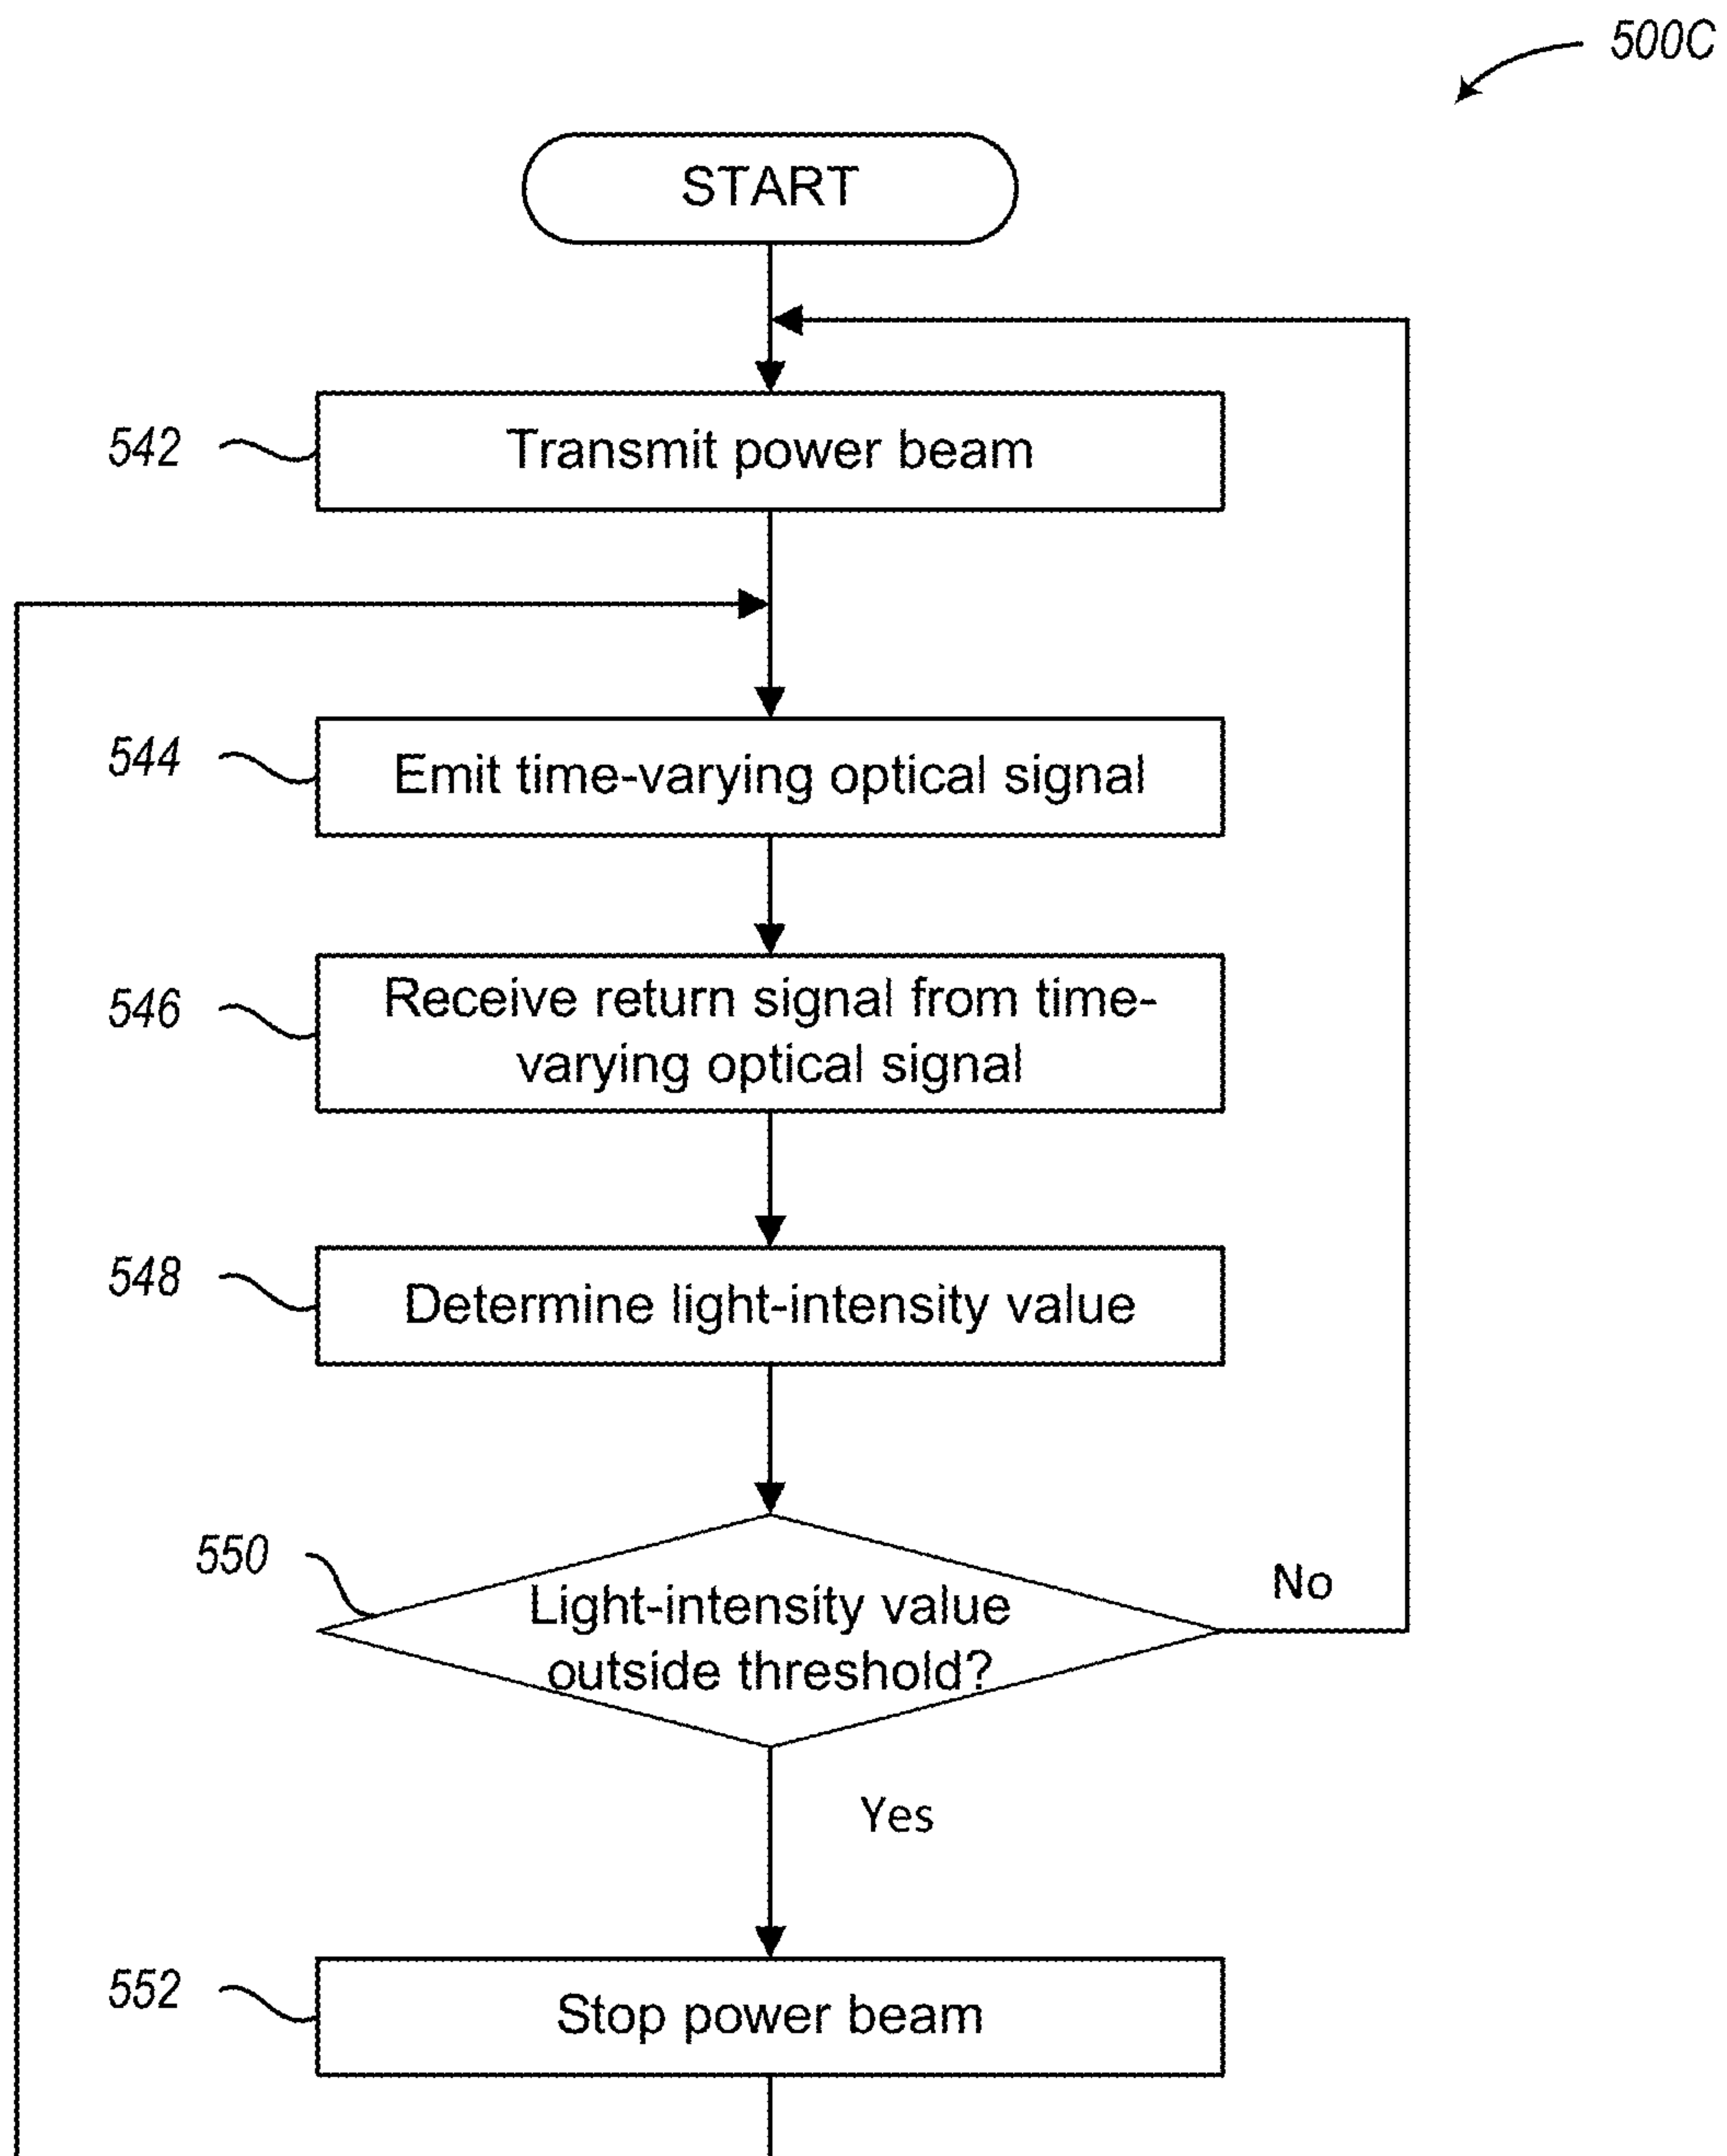 500C
START
542
Transmit power beam
544
Emit time-varying optical signal
546
Receive return signal from time-
varying optical signal
548
Determine light-intensity value
550
Light-intensity value
outside threshold?
No
Yes
552
Stop power beam